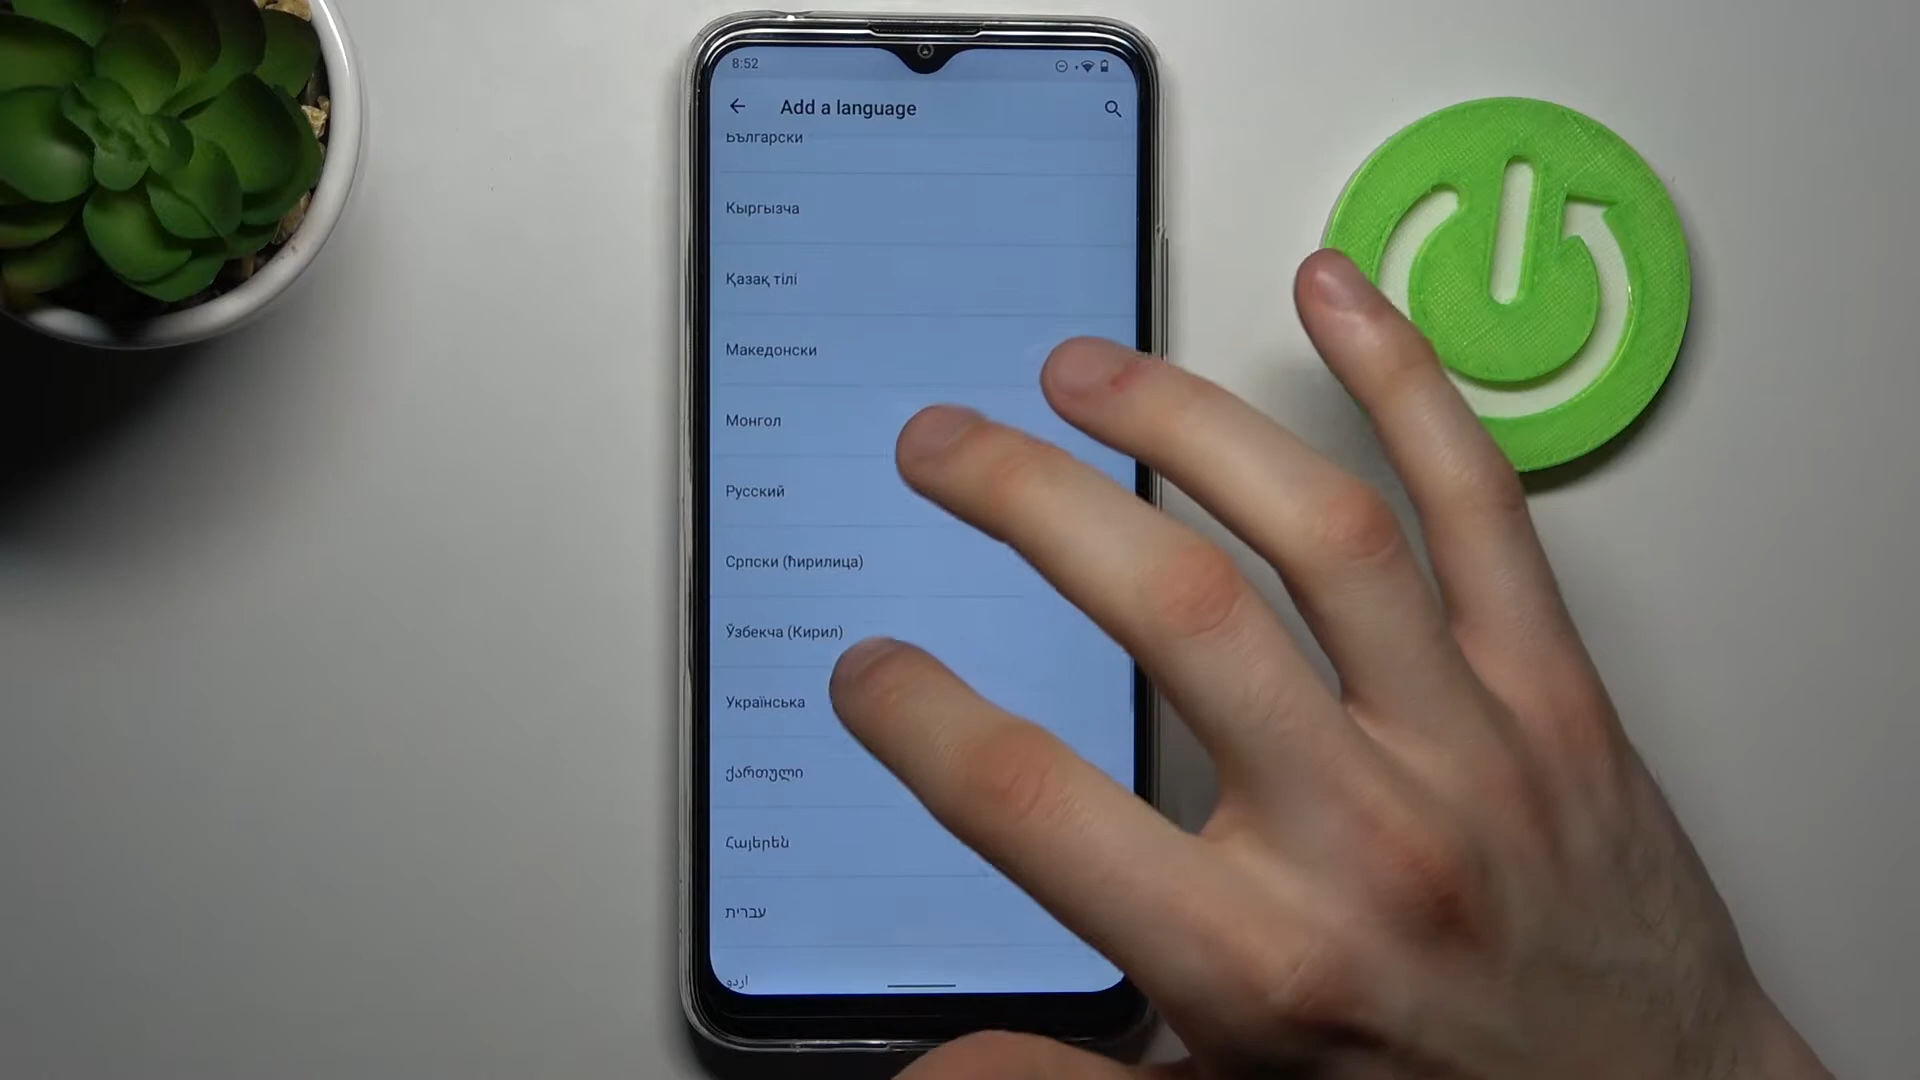 8:52
Add a language
Български
Кыргызча
Қазақ тілі
Македонски
Монгол
Русский
Српски (ћирилица)
Ўзбекча (Кирил)
Українська
ქართული
Հայերեն
עברית
اردو